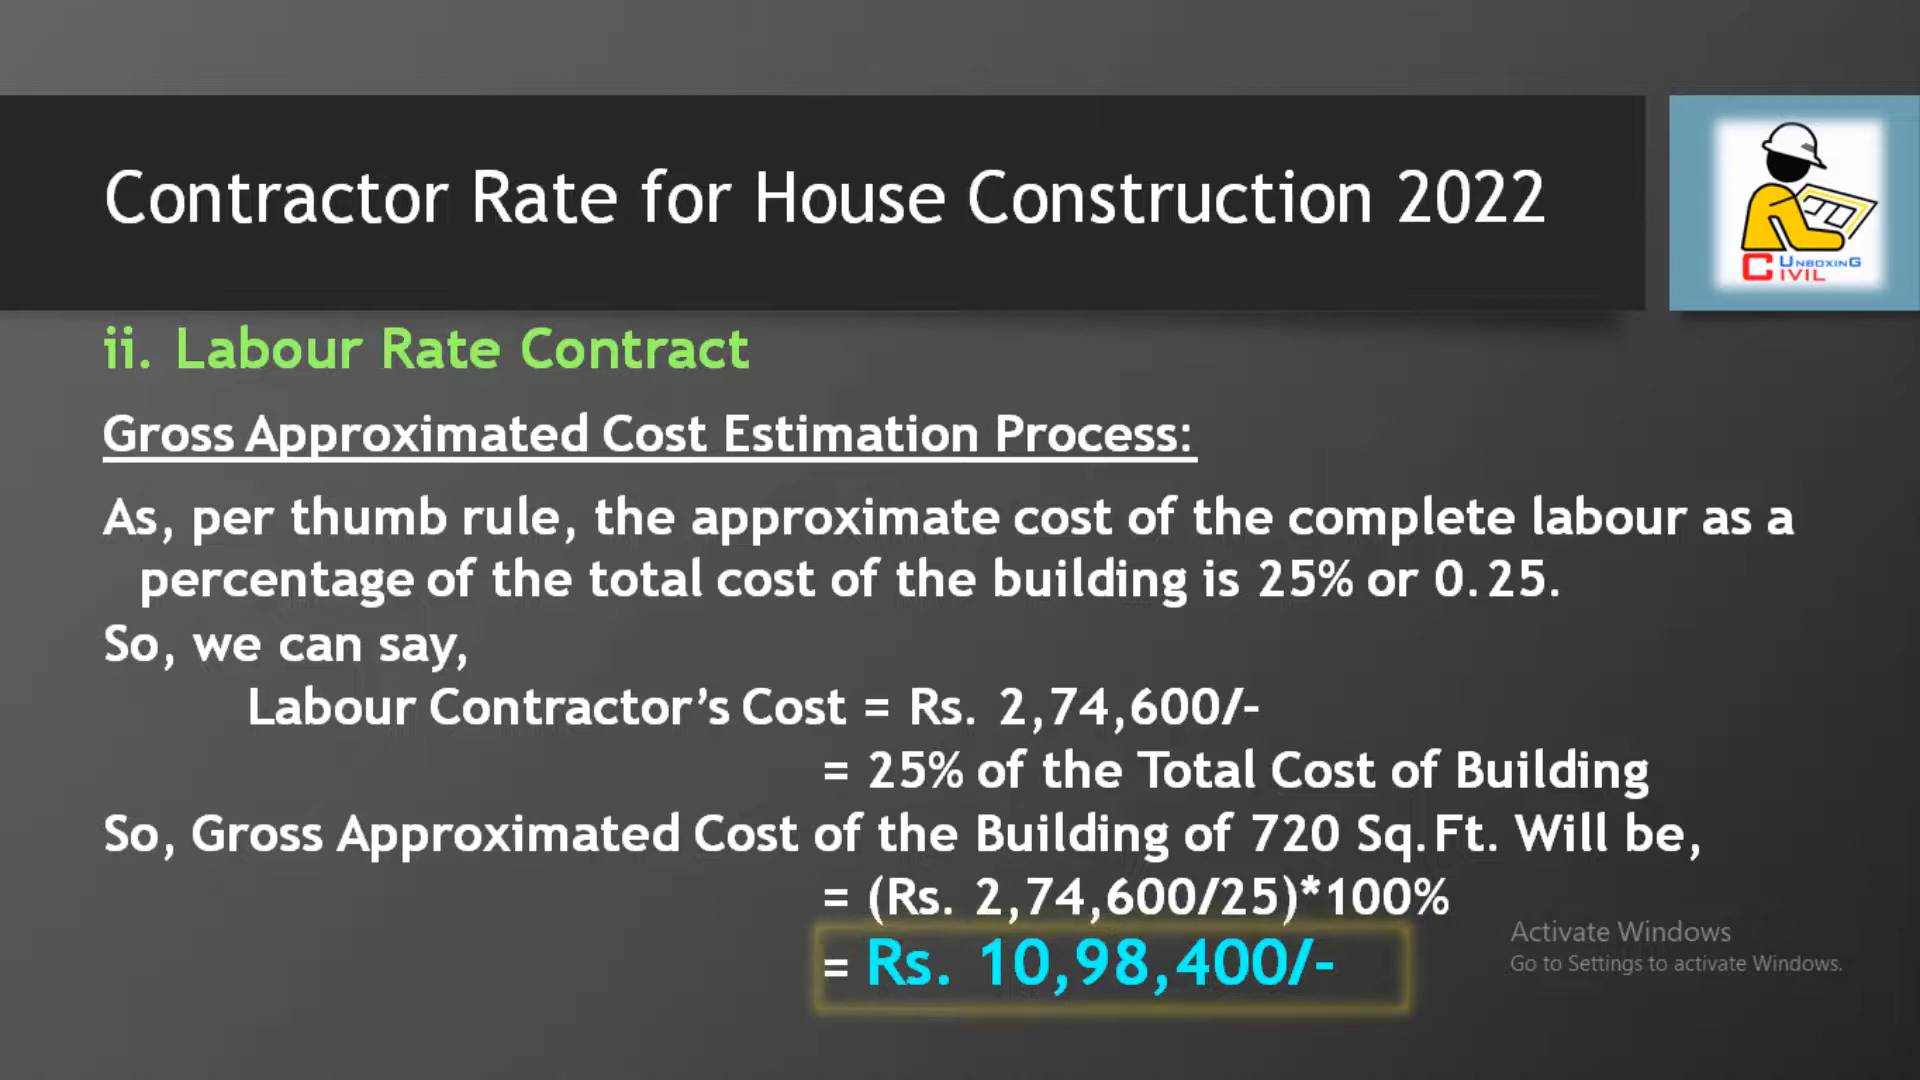 Contractor Rate for House Construction 2022
UNBOXING
CIVIL
ii. Labour Rate Contract
Gross Approximated Cost Estimation Process:
As, per thumb rule, the approximate cost of the complete labour as a
percentage of the total cost of the building is 25% or 0.25.
So, we can say,
Labour Contractor’s Cost = Rs. 2,74,600/-
= 25% of the Total Cost of Building
So, Gross Approximated Cost of the Building of 720 Sq.Ft. Will be,
= (Rs. 2,74,600/25)*100%
= Rs. 10,98,400/-
Activate Windows
Go to Settings to activate Windows.